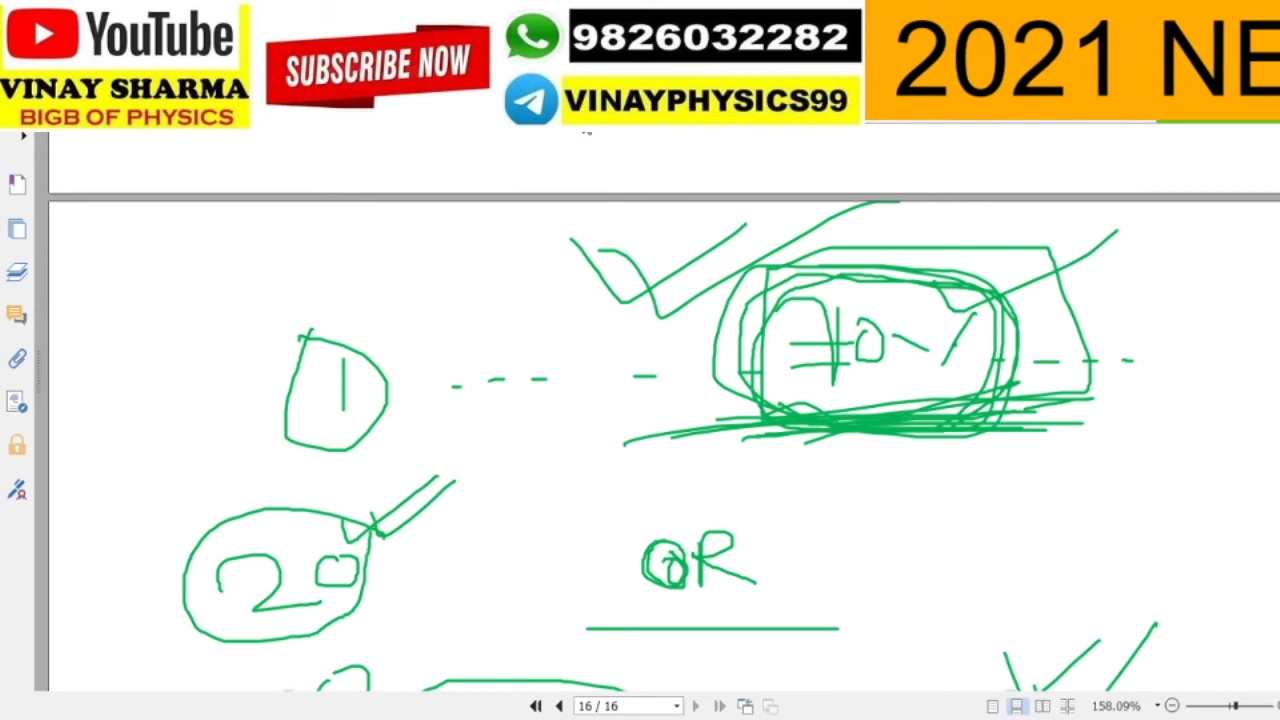 YouTube
VINAY SHARMA
BIGB OF PHYSICS
SUBSCRIBE NOW
9826032282
VINAYPHYSICS99
2021 NE
1
20
OR
16 / 16
158.09%